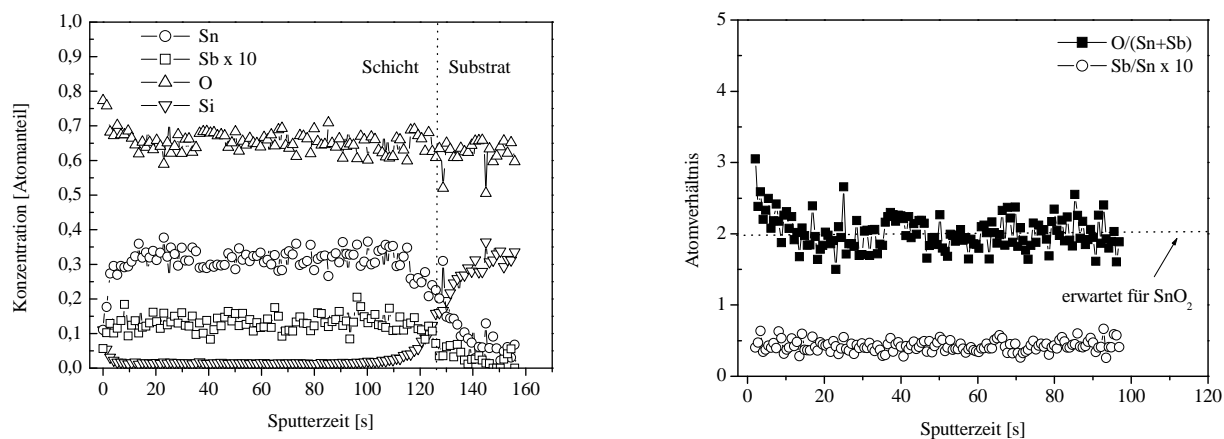 1,0
0,9
0,8
0,7
0,6
0,5
0,4
0,3
0,2
0,1
0,0
Konzentration [Atomanteil]
Sn
Sb x 10
O
Si
Schicht
Substrat
0 20 40 60 80 100 120 140 160
Sputterzeit [s]
5
4
3
2
1
0
Atomverhältnis
O/(Sn+Sb)
Sb/Sn x 10
erwartet für SnO₂
0 20 40 60 80 100 120
Sputterzeit [s]